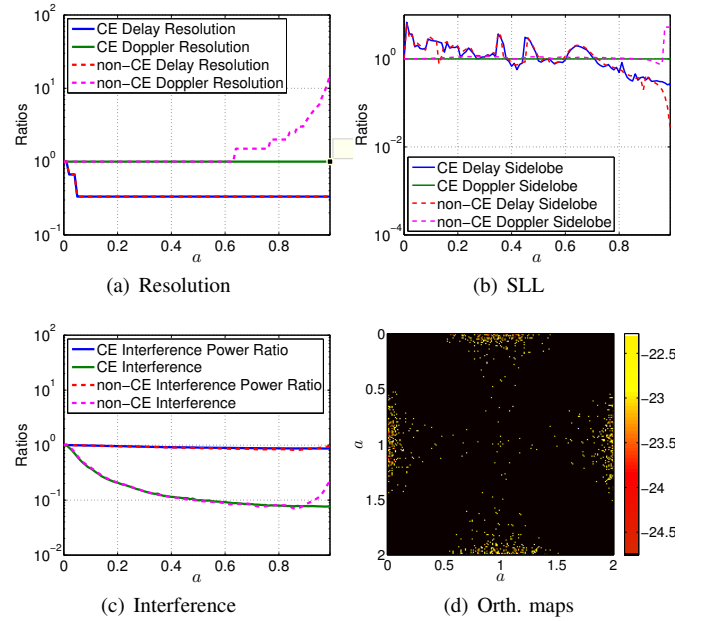 10^2
10^1
10^0
10^-1
Ratios
CE Delay Resolution
CE Doppler Resolution
non-CE Delay Resolution
non-CE Doppler Resolution
0 0.2 0.4 0.6 0.8
a
(a) Resolution
10^0
10^-2
10^-4
Ratios
CE Delay Sidelobe
CE Doppler Sidelobe
non-CE Delay Sidelobe
non-CE Doppler Sidelobe
0 0.2 0.4 0.6 0.8
a
(b) SLL
10^2
10^1
10^0
10^-1
10^-2
Ratios
CE Interference Power Ratio
CE Interference
non-CE Interference Power Ratio
non-CE Interference
0 0.2 0.4 0.6 0.8
a
(c) Interference
0
0.5
1
1.5
2
a
0 0.5 1 1.5 2
a
-22.5
-23
-23.5
-24
-24.5
(d) Orth. maps